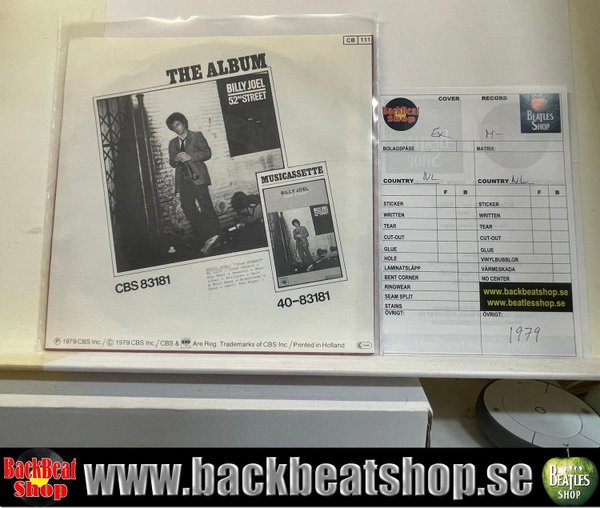 CB 111
THE ALBUM
BILLY JOEL
52ND STREET
MUSICASSETTE
BILLY JOEL
CBS 83181
40-83181
Ⓟ 1979 CBS Inc./© 1979 CBS Inc./CBS & Are Reg. Trademarks of CBS Inc./Printed in Holland
BackBeat Shop
COVER
RECORD
BEATLES SHOP
Ex
M-
BOLAGSPÅSE
MATRIX:
COUNTRY NL
COUNTRY NL
F B F B
STICKER STICKER
WRITTEN WRITTEN
TEAR TEAR
CUT-OUT CUT-OUT
GLUE GLUE
HOLE VINYLBUBBLOR
LAMINATSLÄPP VÄRMESKADA
BENT CORNER NO CENTER
RINGWEAR
SEAM SPLIT
STAINS
ÖVRIGT: ÖVRIGT:
www.backbeatshop.se
www.beatlesshop.se
1979
BackBeat Shop
www.backbeatshop.se
BEATLES SHOP